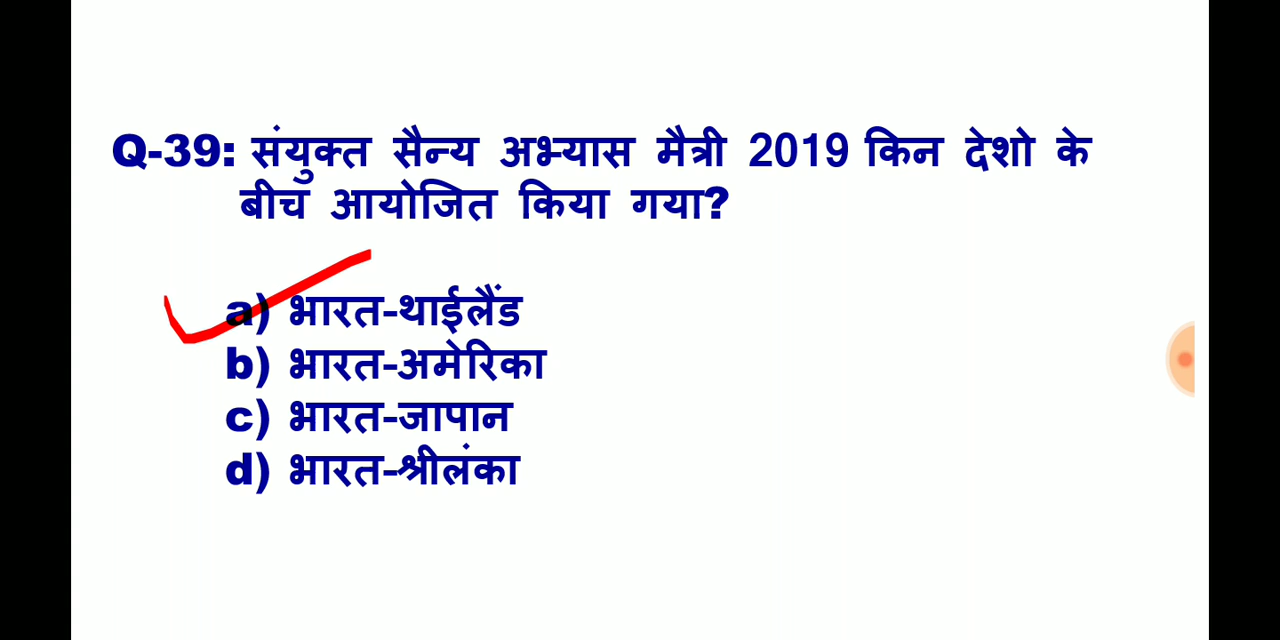 Q-39: संयुक्त सैन्य अभ्यास मैत्री 2019 किन देशो के
बीच आयोजित किया गया?
a) भारत-थाईलैंड
b) भारत-अमेरिका
c) भारत-जापान
d) भारत-श्रीलंका